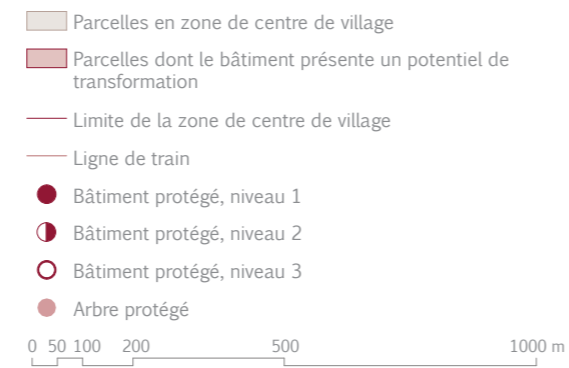 Parcelles en zone de centre de village
Parcelles dont le bâtiment présente un potentiel de
transformation
Limite de la zone de centre de village
Ligne de train
Bâtiment protégé, niveau 1
Bâtiment protégé, niveau 2
Bâtiment protégé, niveau 3
Arbre protégé
0 50 100 200 500 1000 m